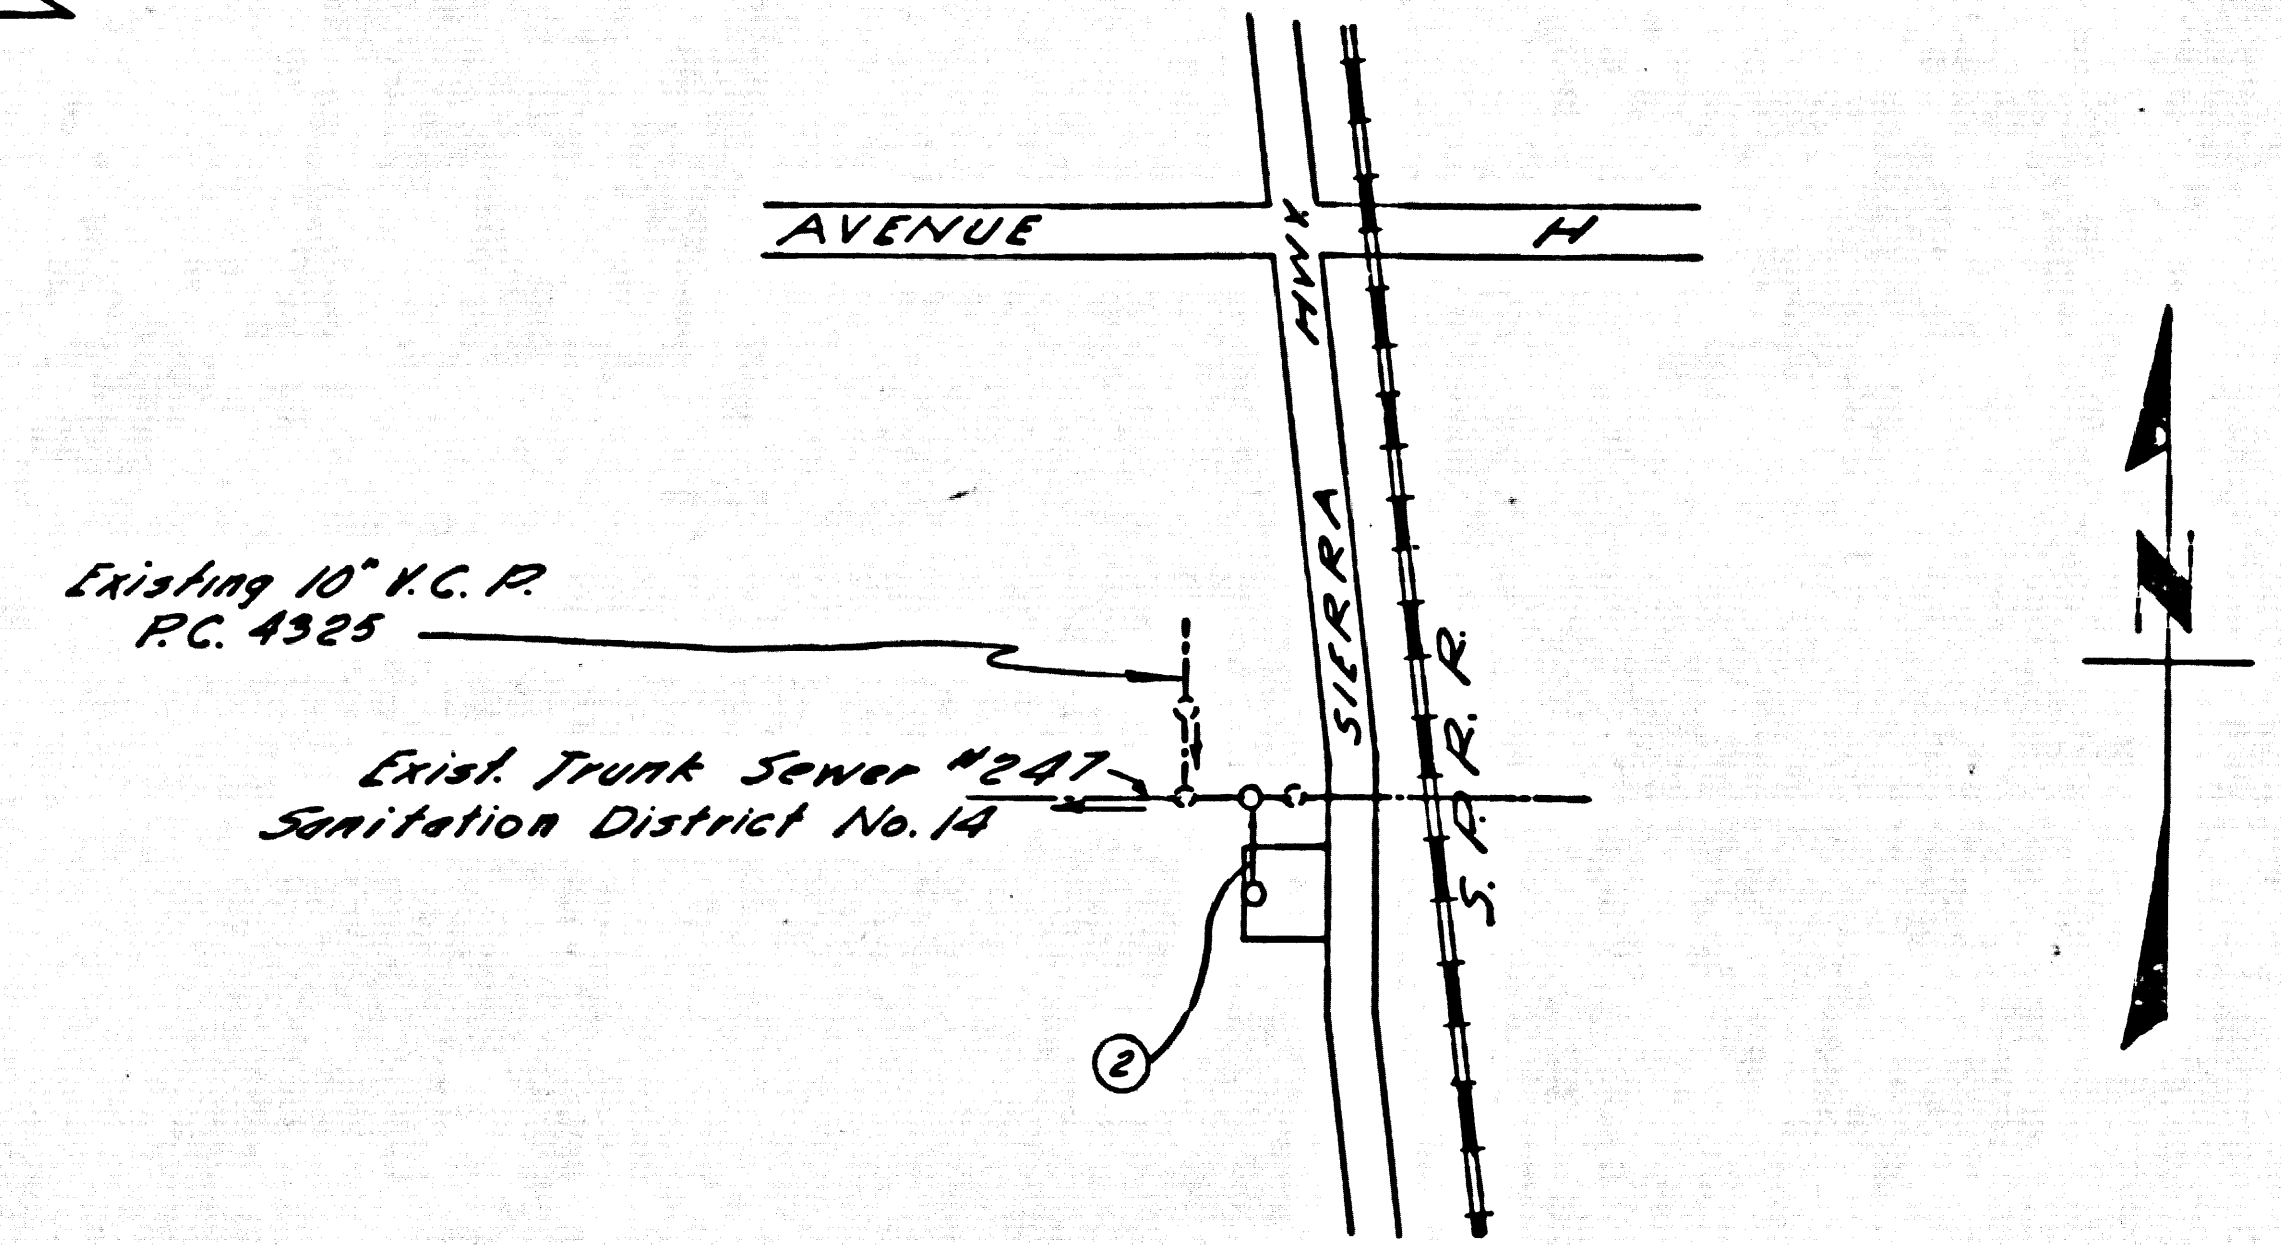 AVENUE H
SIERRA HWY
S.P.R.R.
Existing 10" V.C.P.
P.C. 4325
Exist. Trunk Sewer #247
Sanitation District No. 14
2
N